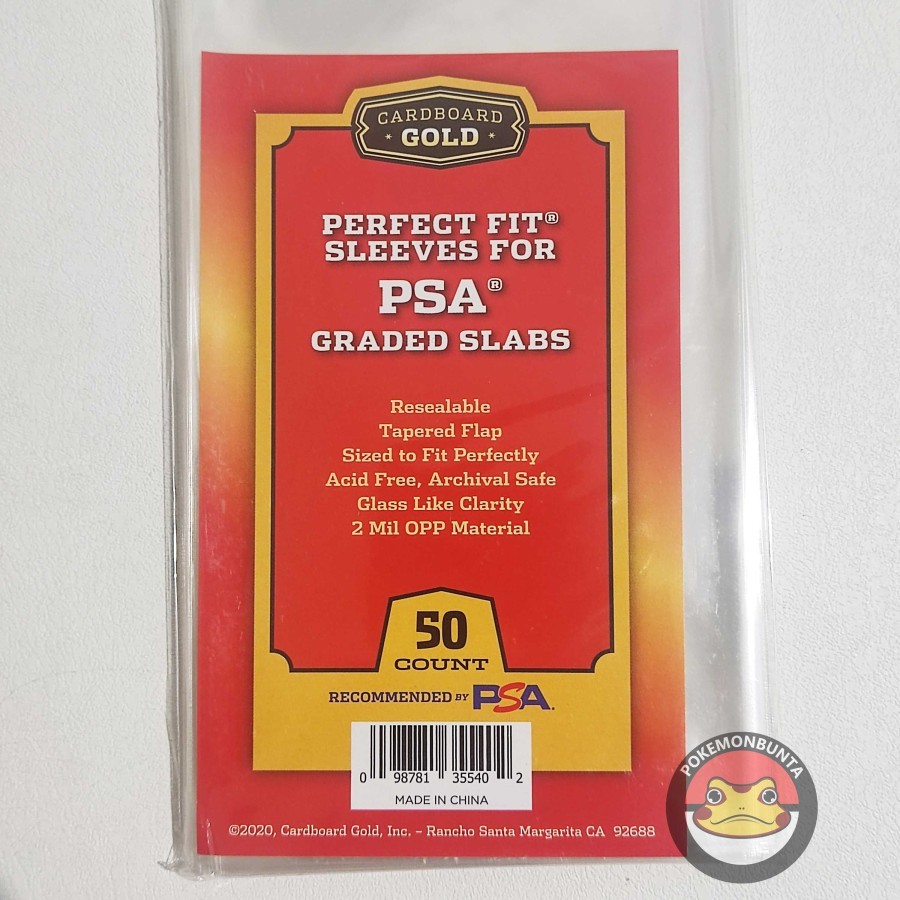 CARDBOARD
GOLD
PERFECT FIT®
SLEEVES FOR
PSA®
GRADED SLABS
Resealable
Tapered Flap
Sized to Fit Perfectly
Acid Free, Archival Safe
Glass Like Clarity
2 Mil OPP Material
50
COUNT
RECOMMENDED BY PSA.
0 98781 35540 2
MADE IN CHINA
©2020, Cardboard Gold, Inc. – Rancho Santa Margarita CA 92688
POKEMONBUNTA